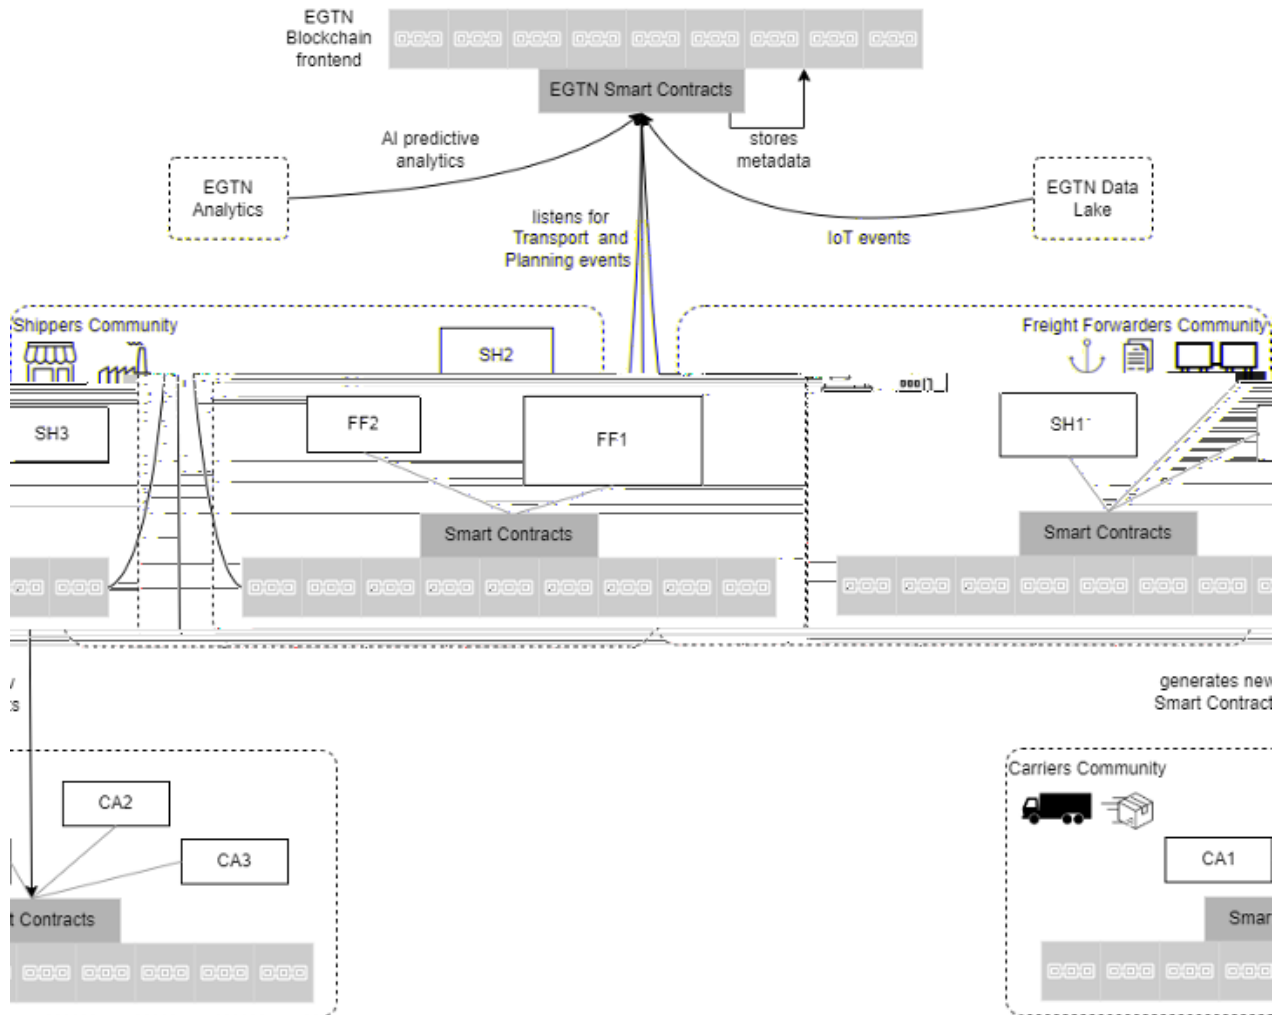 EGTN
Blockchain
frontend
EGTN Smart Contracts
AI predictive
analytics
stores
metadata
EGTN
Analytics
EGTN Data
Lake
listens for
Transport and
Planning events
IoT events
Shippers Community
Freight Forwarders Community
SH2
SH3
FF2
FF1
SH1
Smart Contracts
Smart Contracts
generates new
Smart Contract
Carriers Community
CA2
CA3
CA1
t Contracts
Smar